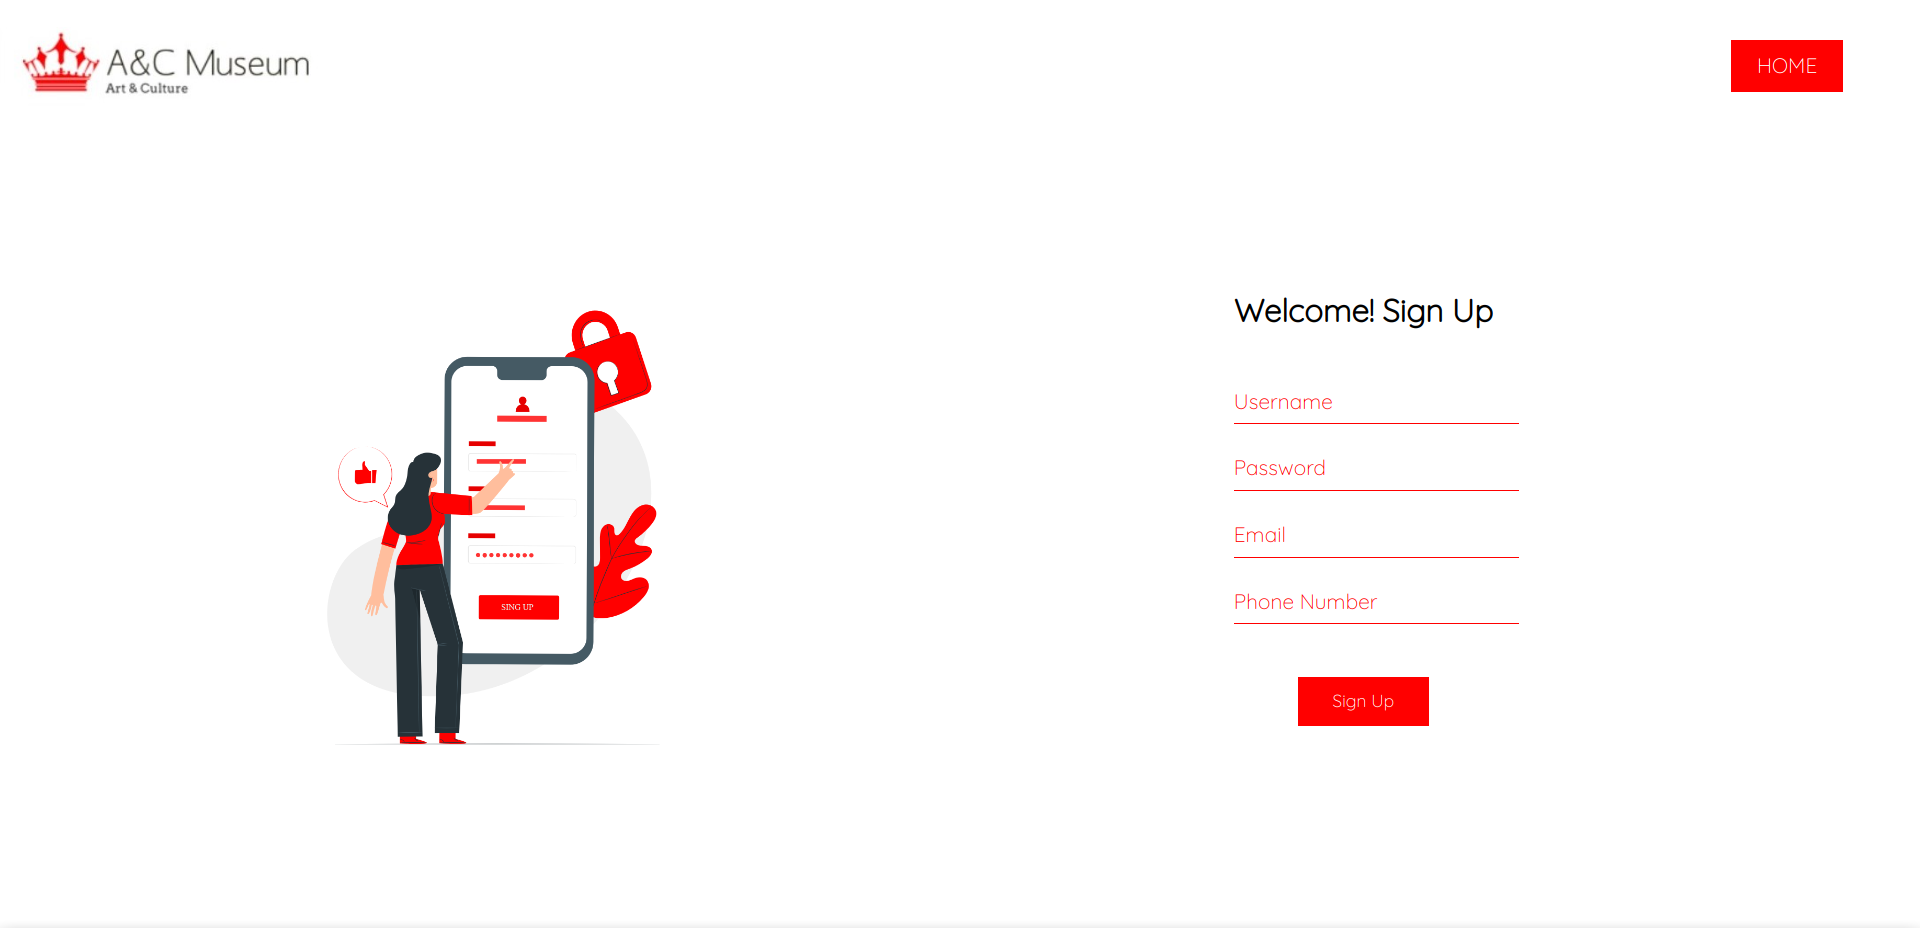 A&C Museum
Art & Culture
HOME
Welcome! Sign Up
Username
Password
Email
Phone Number
Sign Up
SING UP